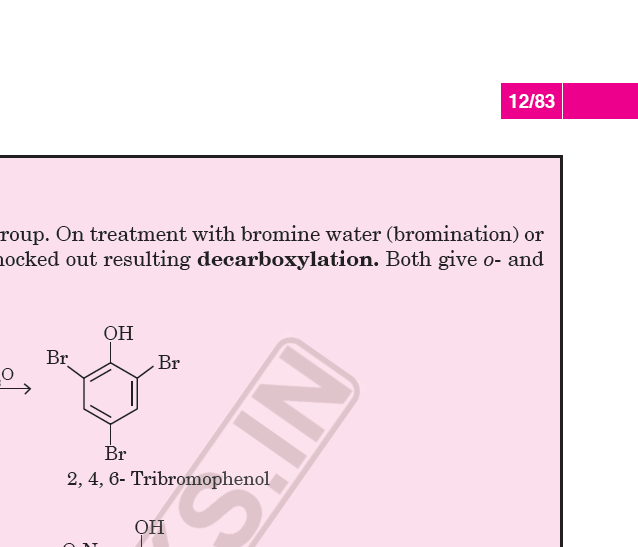 12/83
roup. On treatment with bromine water (bromination) or
nocked out resulting decarboxylation. Both give o- and
OH
Br
Br
O
Br
2, 4, 6- Tribromophenol
OH
S.IN